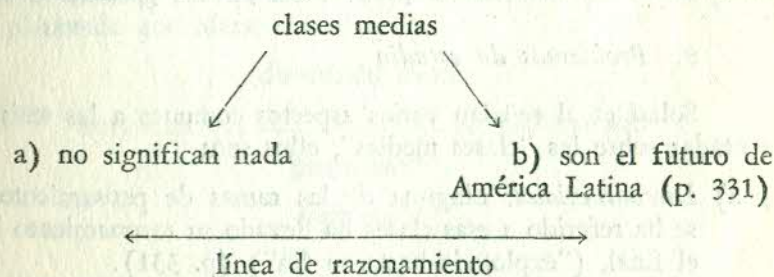 clases medias
a) no significan nada
b) son el futuro de
América Latina (p. 331)
línea de razonamiento